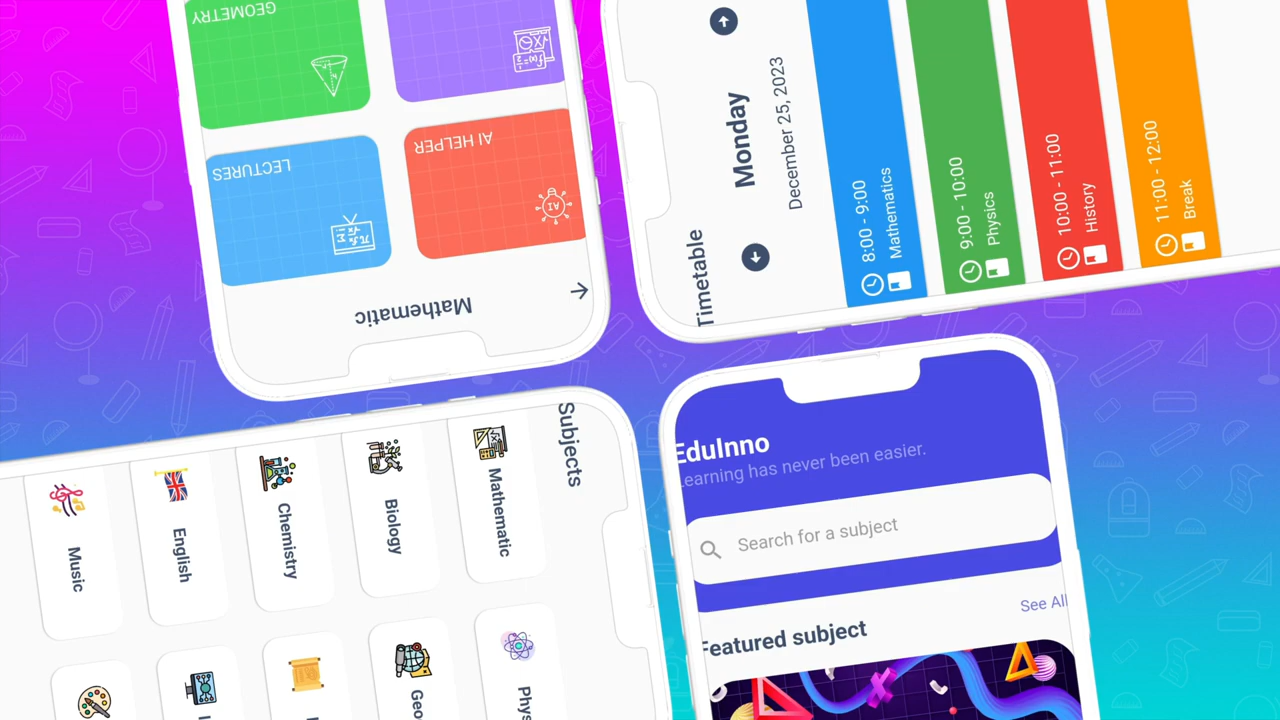 Mathematic
LECTURES
AI HELPER
GEOMETRY
Timetable
Monday
December 25, 2023
8:00 - 9:00
Mathematics
9:00 - 10:00
Physics
10:00 - 11:00
History
11:00 - 12:00
Break
Subjects
Mathematic
Biology
Chemistry
English
Music
Phys
Geo
EduInno
Learning has never been easier.
Search for a subject
Featured subject
See All